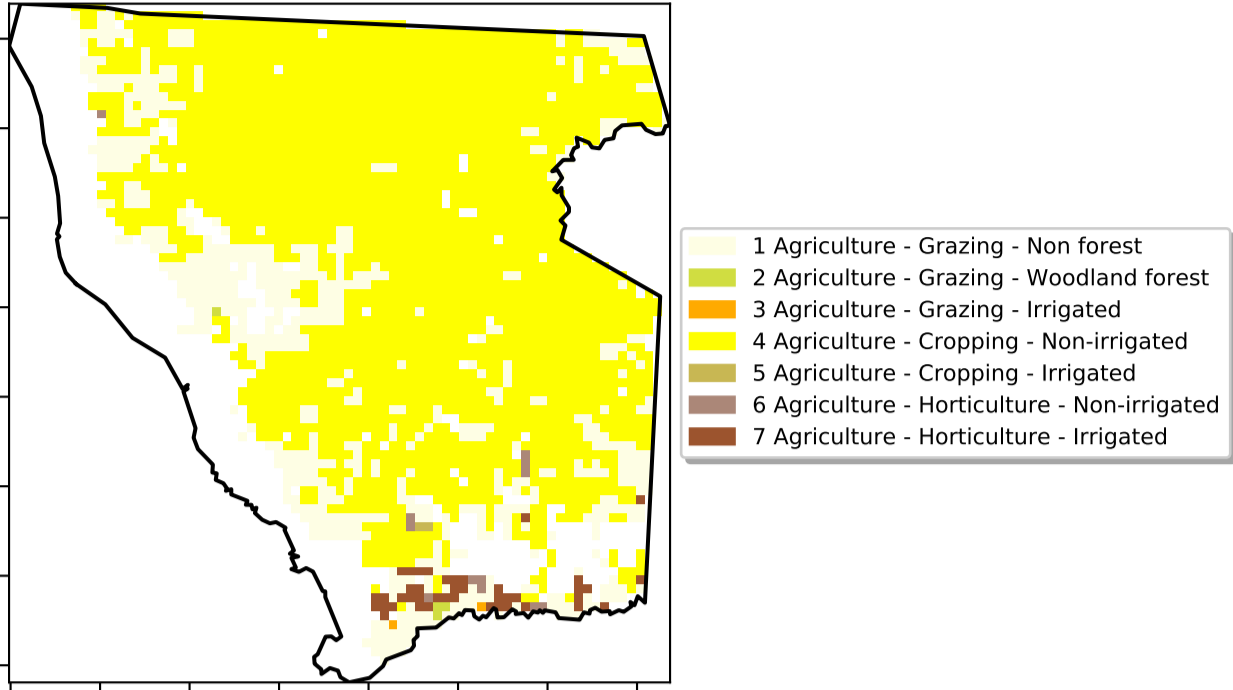 1 Agriculture - Grazing - Non forest
2 Agriculture - Grazing - Woodland forest
3 Agriculture - Grazing - Irrigated
4 Agriculture - Cropping - Non-irrigated
5 Agriculture - Cropping - Irrigated
6 Agriculture - Horticulture - Non-irrigated
7 Agriculture - Horticulture - Irrigated